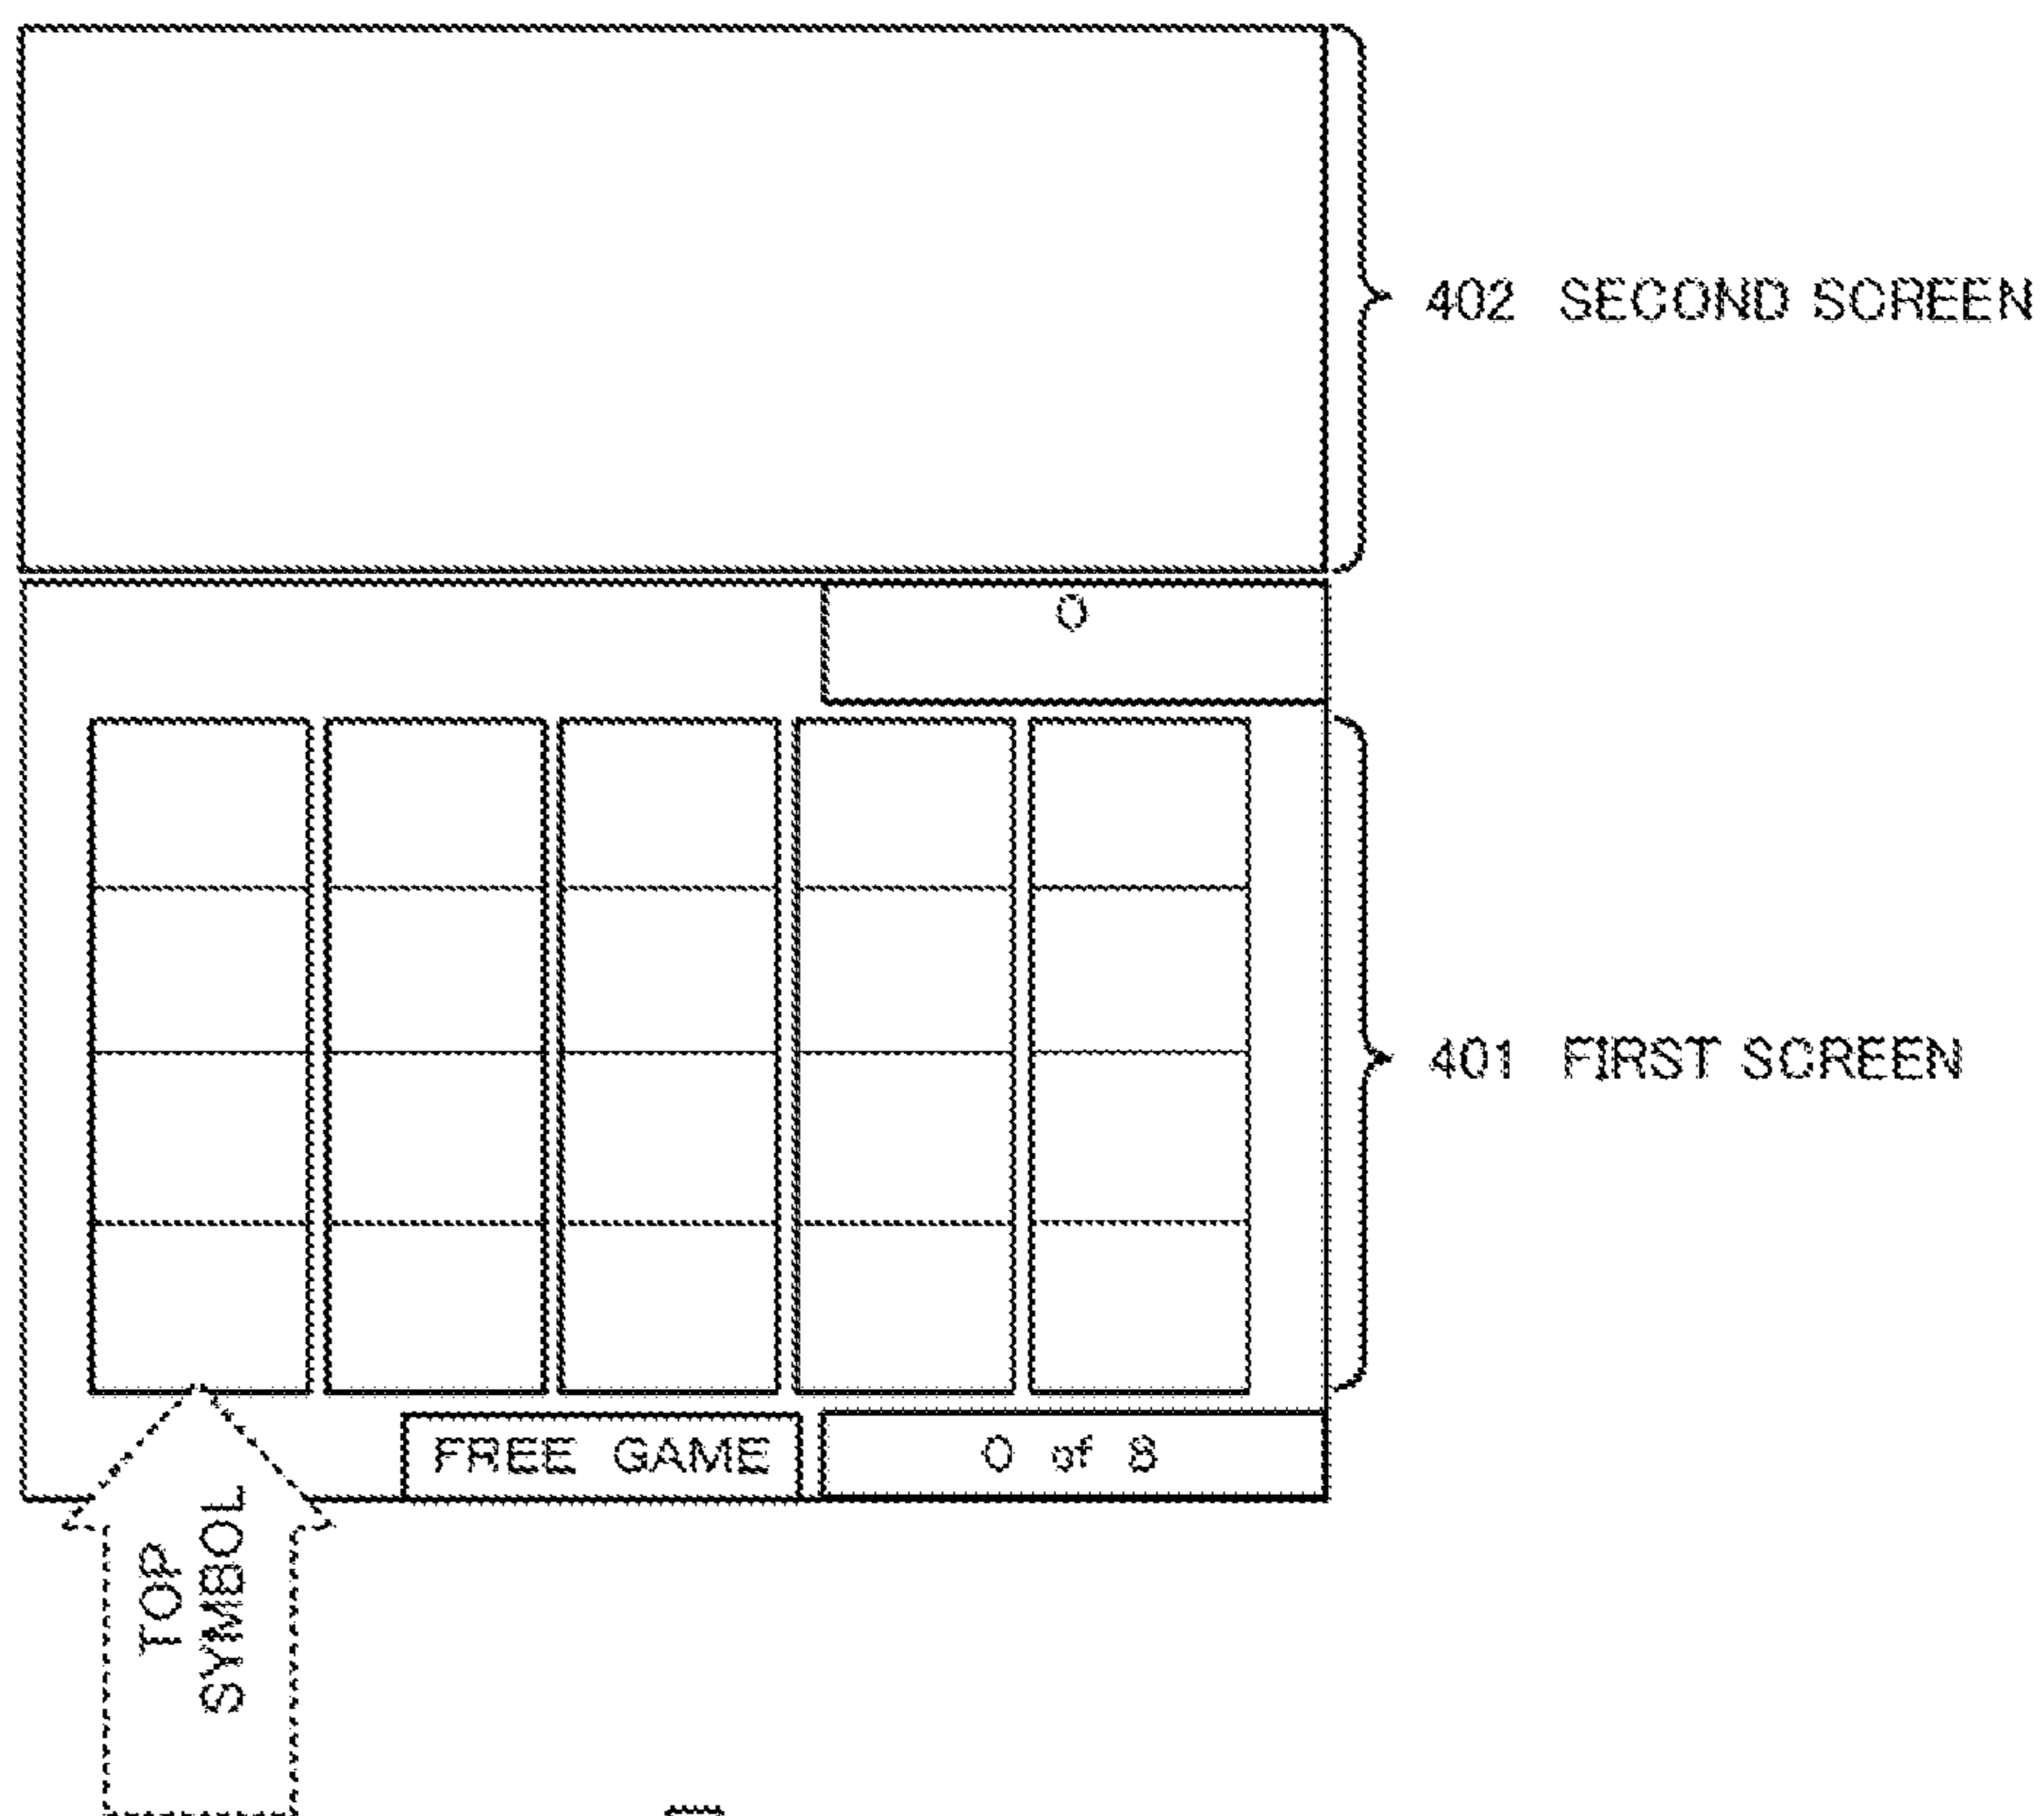 402 SECOND SCREEN
0
401 FIRST SCREEN
FREE GAME
0 of 8
TOP
SYMBOL